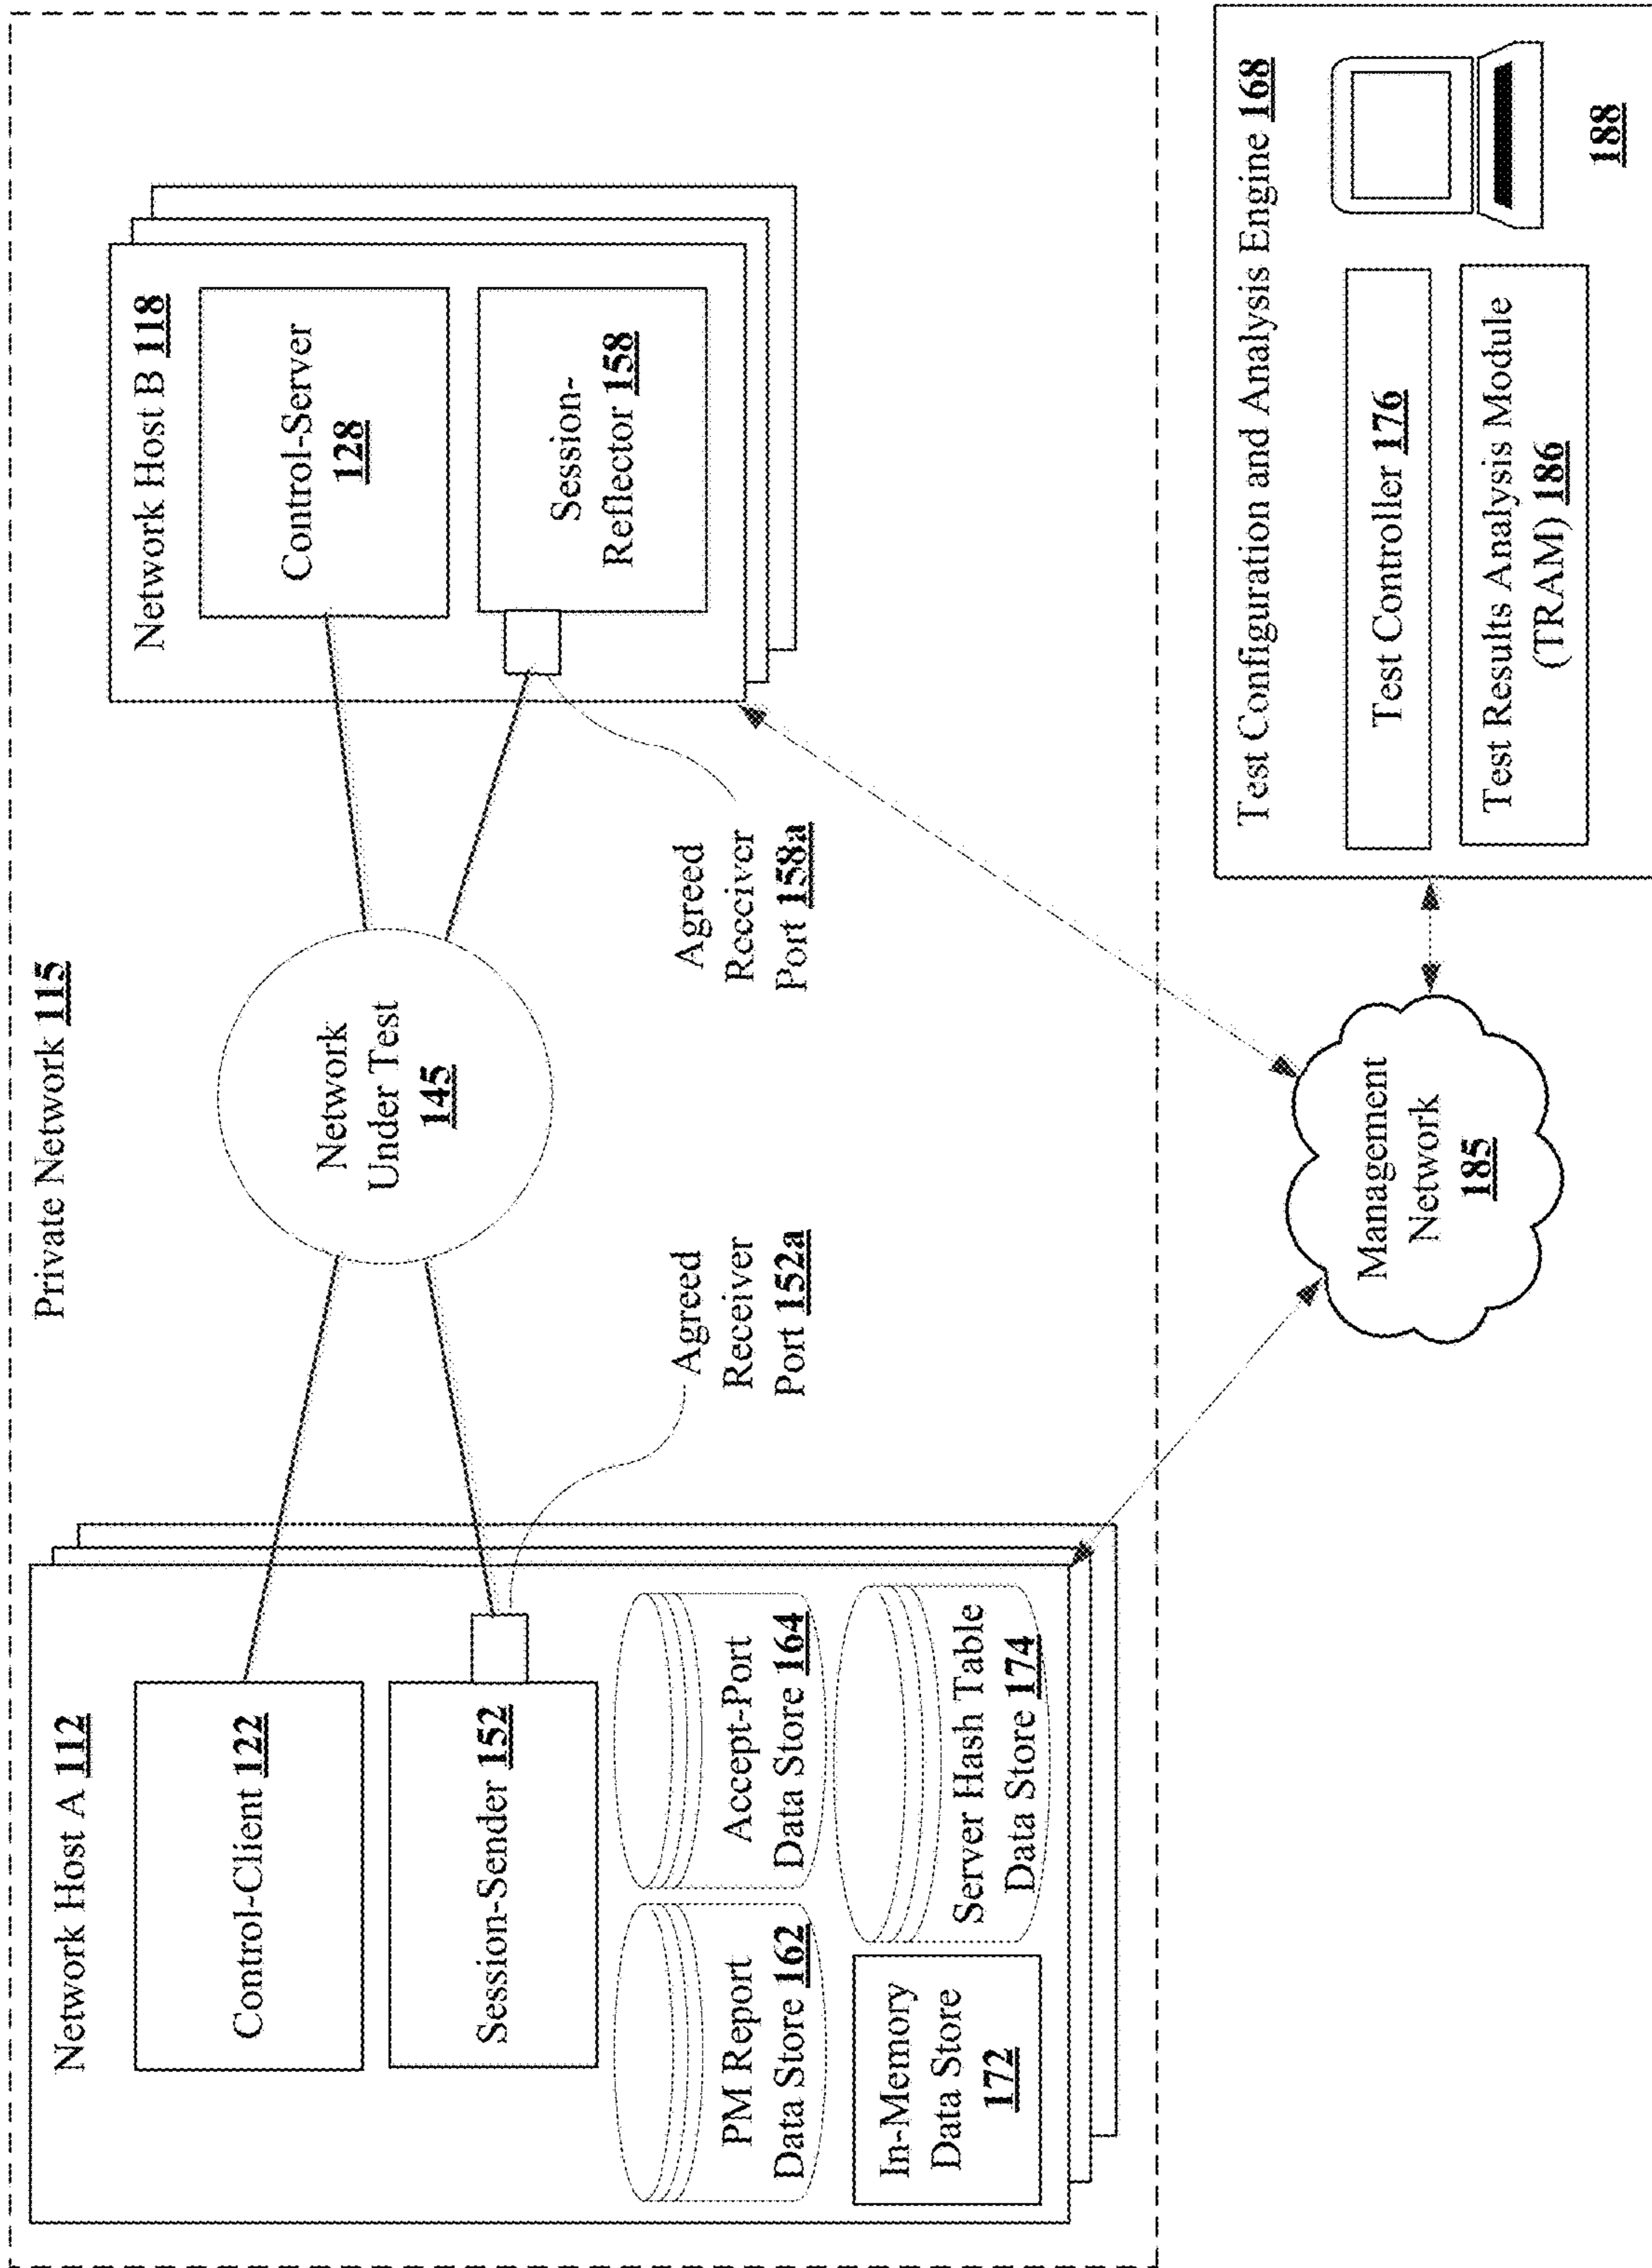 Private Network 115
Network Host A 112
Control-Client 122
Session-Sender 152
PM Report
Data Store 162
Accept-Port
Data Store 164
In-Memory
Data Store
172
Server Hash Table
Data Store 174
Network
Under Test
145
Agreed
Receiver
Port 152a
Agreed
Receiver
Port 158a
Network Host B 118
Control-Server
128
Session-
Reflector 158
Management
Network
185
Test Configuration and Analysis Engine 168
Test Controller 176
Test Results Analysis Module
(TRAM) 186
188